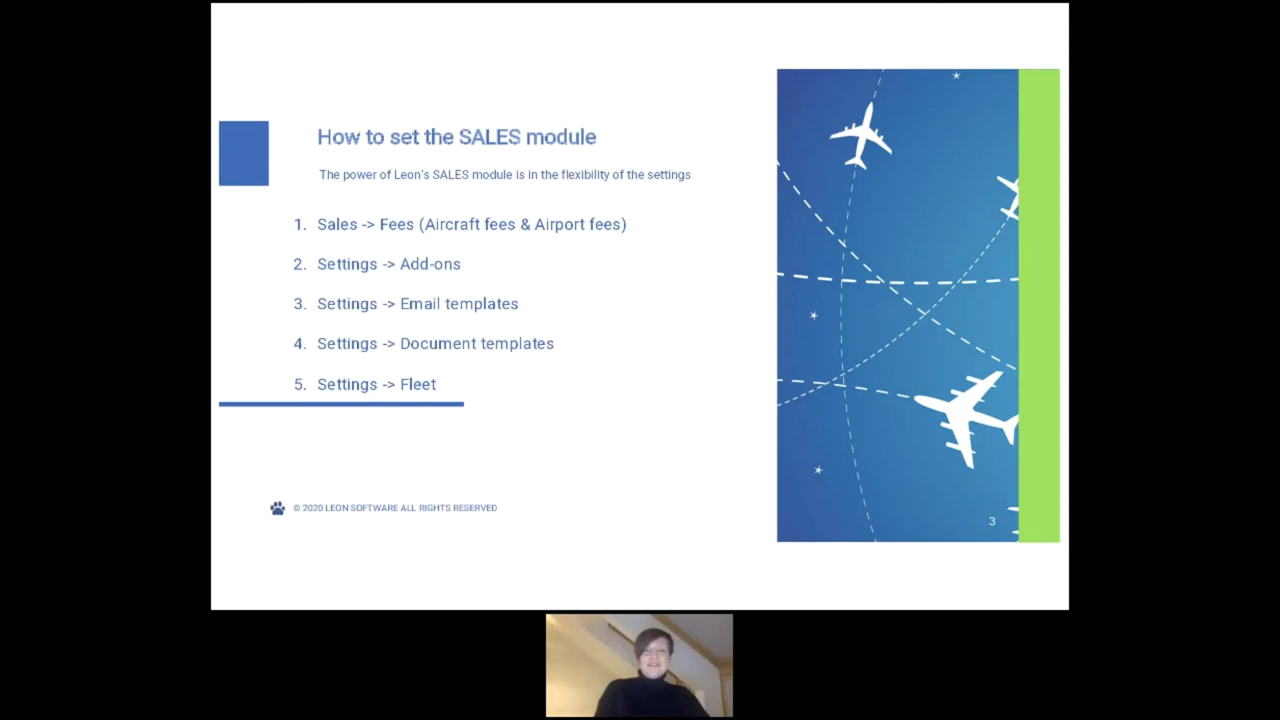 How to set the SALES module
The power of Leon's SALES module is in the flexibility of the settings
1. Sales -> Fees (Aircraft fees & Airport fees)
2. Settings -> Add-ons
3. Settings -> Email templates
4. Settings -> Document templates
5. Settings -> Fleet
© 2020 LEON SOFTWARE ALL RIGHTS RESERVED
3